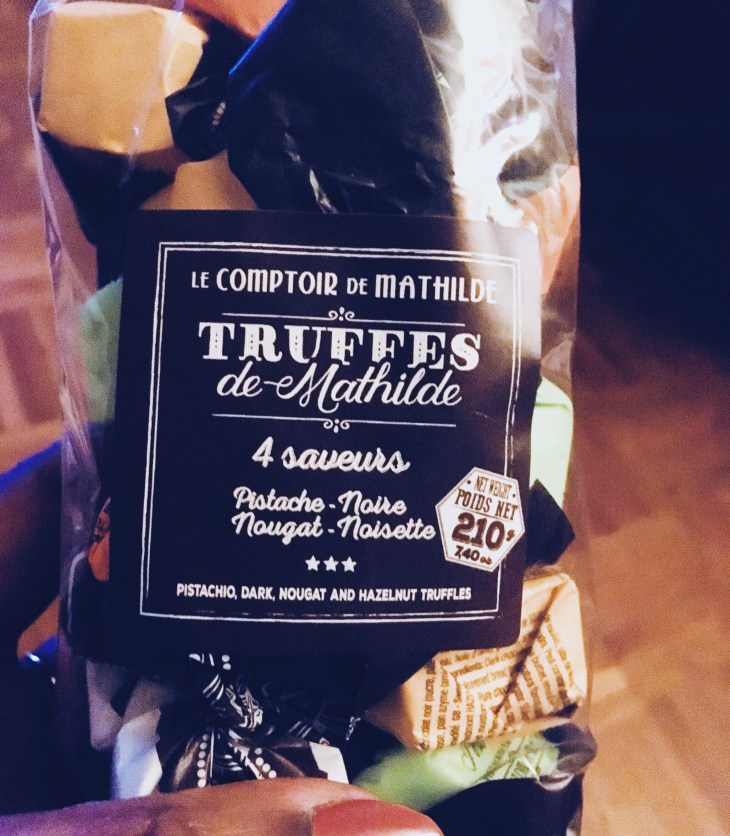 LE COMPTOIR DE MATHILDE
TRUFFES
de Mathilde
4 saveurs
Pistache - Noire
Nougat - Noisette
• NET WEIGHT •
POIDS NET
210g
7,40 oz
PISTACHIO, DARK, NOUGAT AND HAZELNUT TRUFFLES